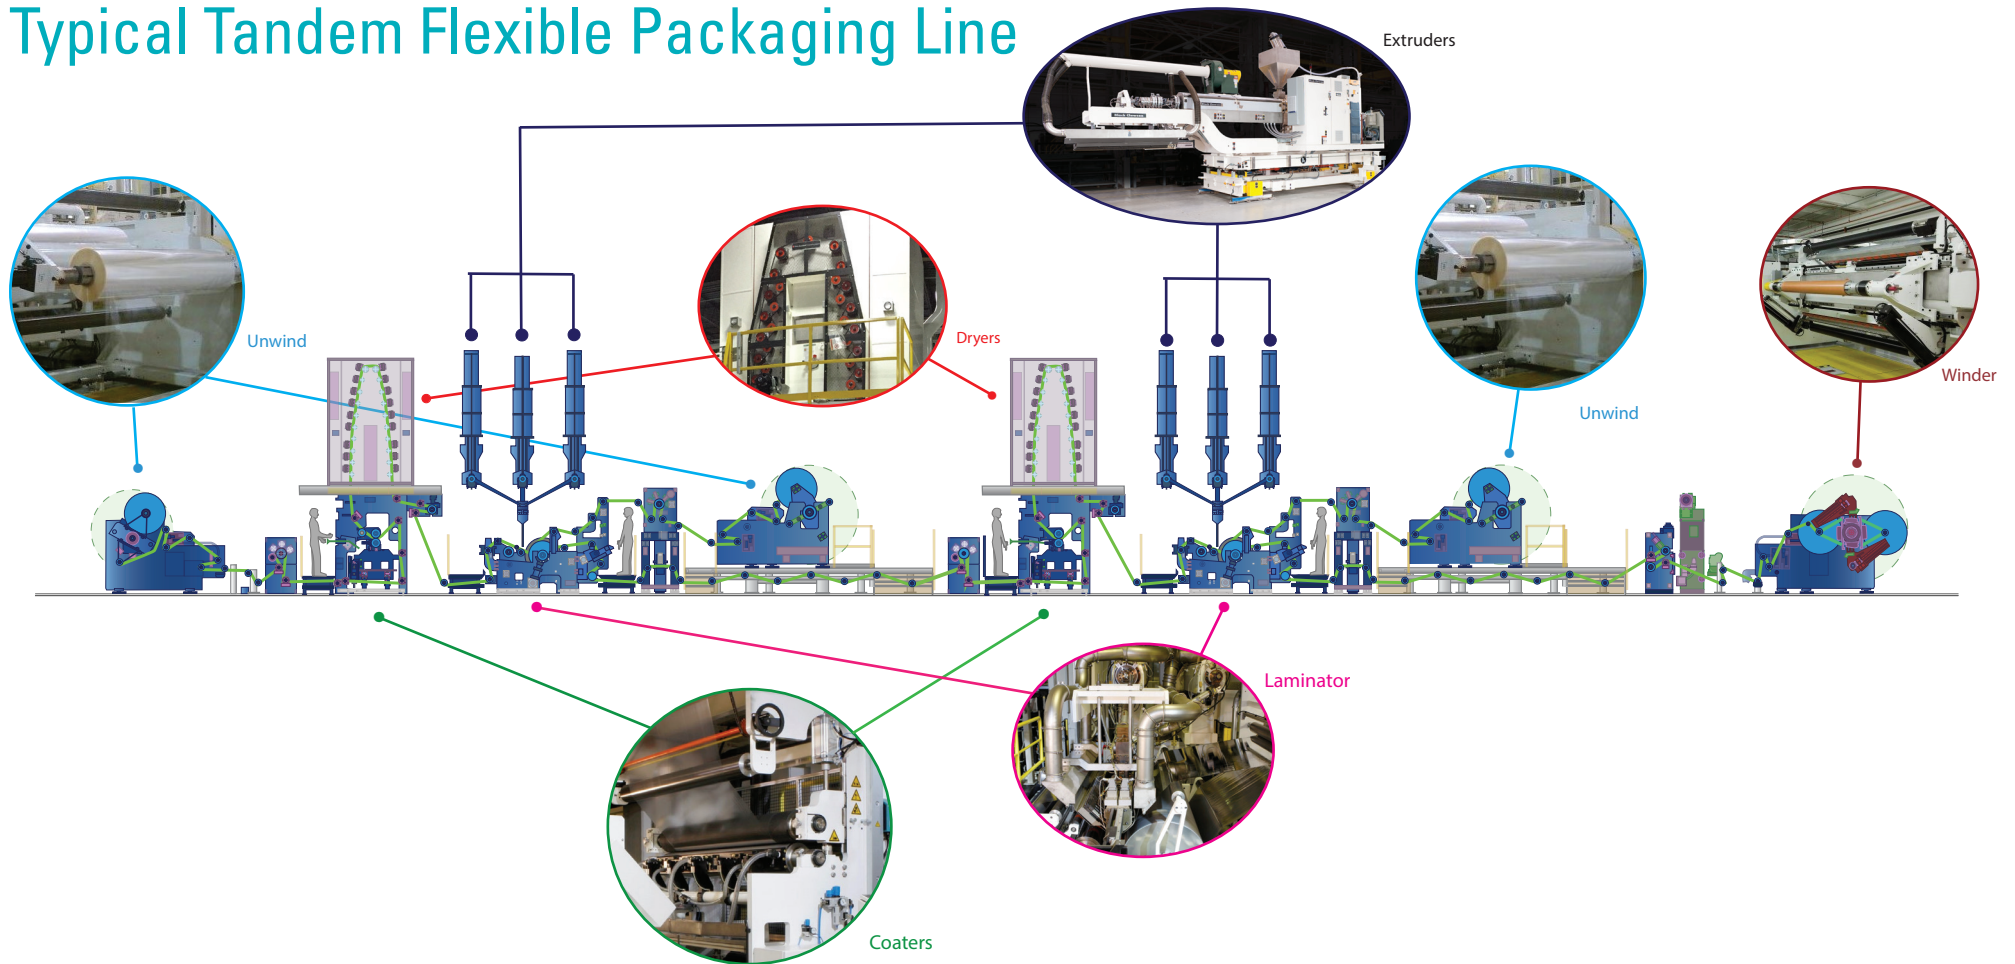 Typical Tandem Flexible Packaging Line
Extruders
Unwind
Dryers
Winder
Unwind
Laminator
Coaters